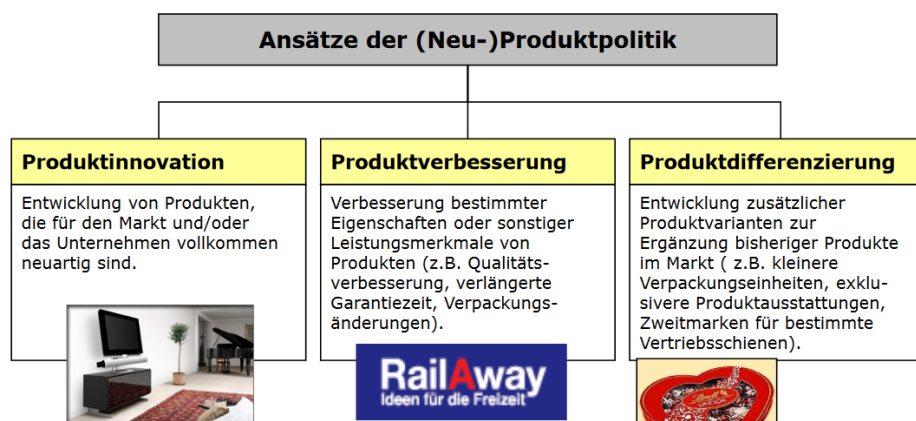 Ansätze der (Neu-)Produktpolitik
Produktinnovation
Entwicklung von Produkten,
die für den Markt und/oder
das Unternehmen vollkommen
neuartig sind.
Produktverbesserung
Verbesserung bestimmter
Eigenschaften oder sonstiger
Leistungsmerkmale von
Produkten (z.B. Qualitäts-
verbesserung, verlängerte
Garantiezeit, Verpackungs-
änderungen).
RailAway
Ideen für die Freizeit
Produktdifferenzierung
Entwicklung zusätzlicher
Produktvarianten zur
Ergänzung bisheriger Produkte
im Markt ( z.B. kleinere
Verpackungseinheiten, exklu-
sivere Produktausstattungen,
Zweitmarken für bestimmte
Vertriebsschienen).
Lindt
LINDOR